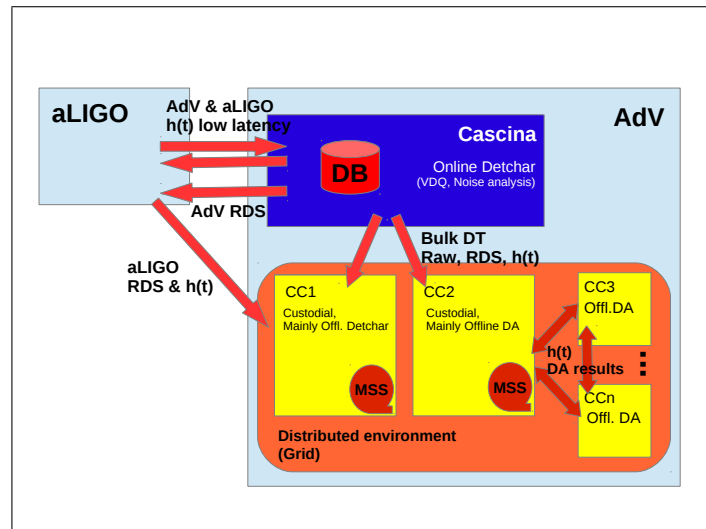 aLIGO
AdV & aLIGO
h(t) low latency
AdV
Cascina
DB
Online Detchar
(VDQ, Noise analysis)
AdV RDS
Bulk DT
Raw, RDS, h(t)
aLIGO
RDS & h(t)
CC1
Custodial,
Mainly Offl. Detchar
MSS
CC2
Custodial,
Mainly Offline DA
MSS
CC3
Offl.DA
h(t)
DA results
CCn
Offl. DA
Distributed environment
(Grid)